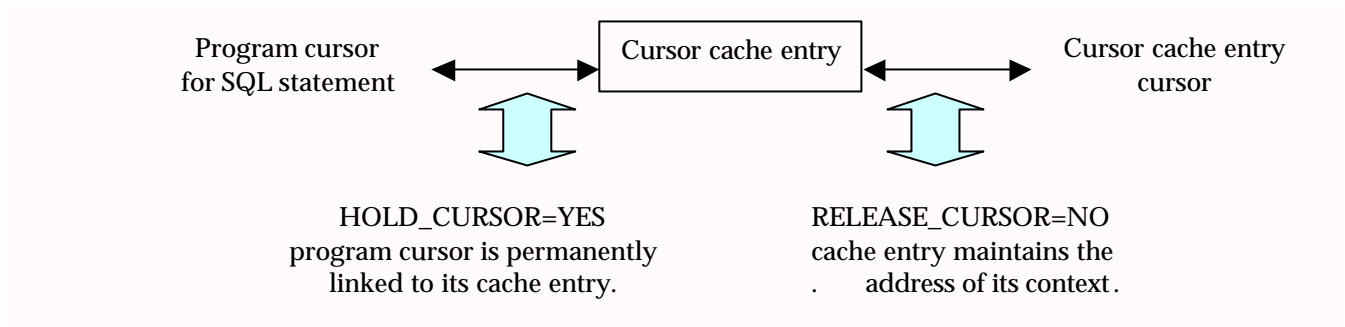 Program cursor
for SQL statement
Cursor cache entry
Cursor cache entry
cursor
HOLD_CURSOR=YES
program cursor is permanently
linked to its cache entry.
RELEASE_CURSOR=NO
cache entry maintains the
. address of its context.